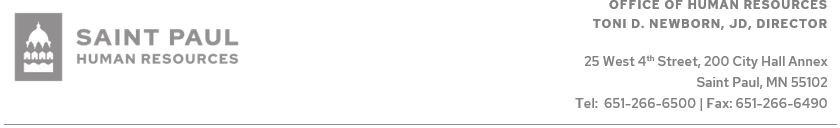 SAINT PAUL
HUMAN RESOURCES
OFFICE OF HUMAN RESOURCES
TONI D. NEWBORN, JD, DIRECTOR
25 West 4th Street, 200 City Hall Annex
Saint Paul, MN 55102
Tel: 651-266-6500 | Fax: 651-266-6490